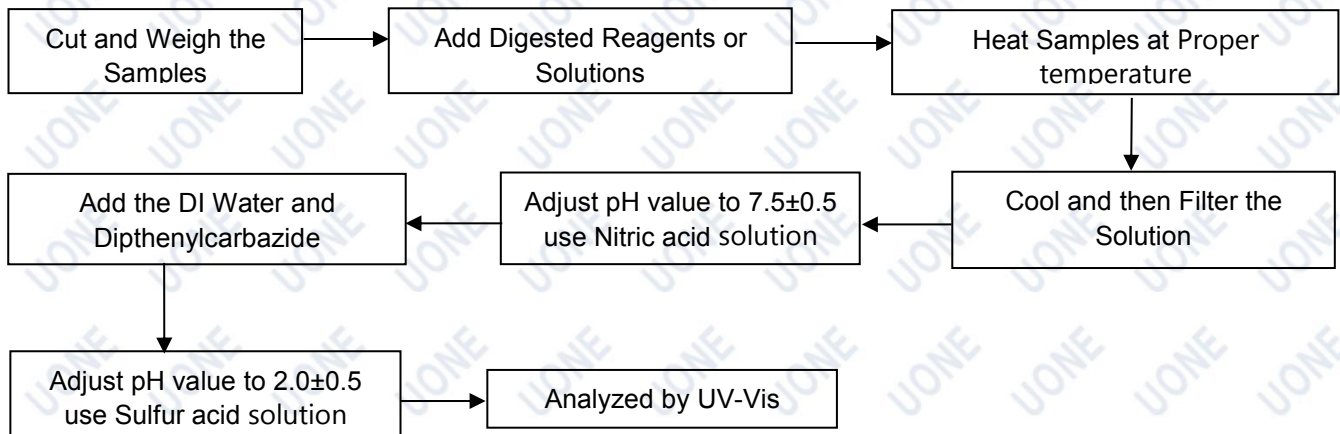 Cut and Weigh the
Samples
Add Digested Reagents or
Solutions
Heat Samples at Proper
temperature
Cool and then Filter the
Solution
Adjust pH value to 7.5±0.5
use Nitric acid solution
Add the DI Water and
Dipthenylcarbazide
Adjust pH value to 2.0±0.5
use Sulfur acid solution
Analyzed by UV-Vis
UONE